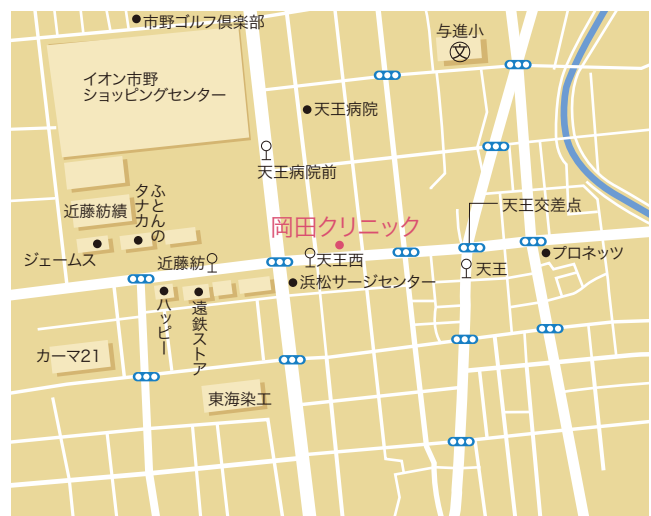 市野ゴルフ倶楽部
与進小
文
イオン市野
ショッピングセンター
天王病院
天王病院前
ふとんの
タナカ
近藤紡績
天王交差点
岡田クリニック
ジェームス
近藤紡
天王西
天王
プロネッツ
浜松サージセンター
ハッピー
遠鉄ストア
カーマ21
東海染工